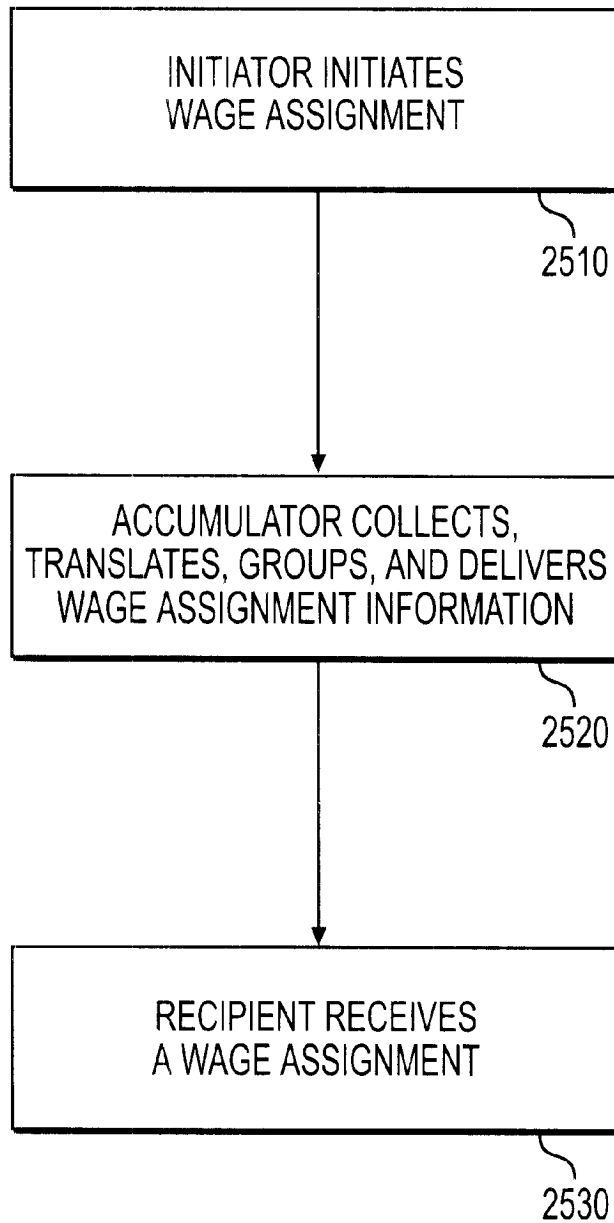 INITIATOR INITIATES
WAGE ASSIGNMENT
2510
ACCUMULATOR COLLECTS,
TRANSLATES, GROUPS, AND DELIVERS
WAGE ASSIGNMENT INFORMATION
2520
RECIPIENT RECEIVES
A WAGE ASSIGNMENT
2530